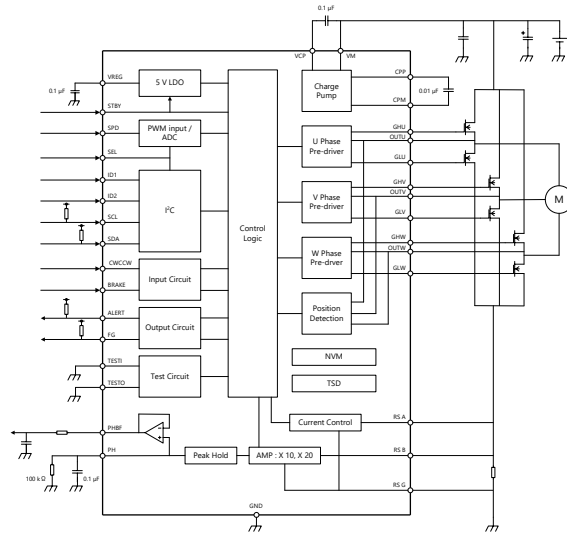 0.1 µF
VCP
VM
VREG
0.1 µF
5 V LDO
STBY
SPD
PWM input /
ADC
SEL
ID1
ID2
SCL
SDA
I²C
CWCCW
BRAKE
Input Circuit
ALERT
FG
Output Circuit
TESTI
TESTO
Test Circuit
PHBF
PH
100 k Ω
0.1 µF
Peak Hold
AMP : X 10, X 20
Control
Logic
Charge
Pump
CPP
CPM
0.01 µF
U Phase
Pre-driver
GHU
OUTU
GLU
V Phase
Pre-driver
GHV
OUTV
GLV
W Phase
Pre-drver
GHW
OUTW
GLW
Position
Detection
NVM
TSD
Current Control
RS A
RS B
RS G
GND
M